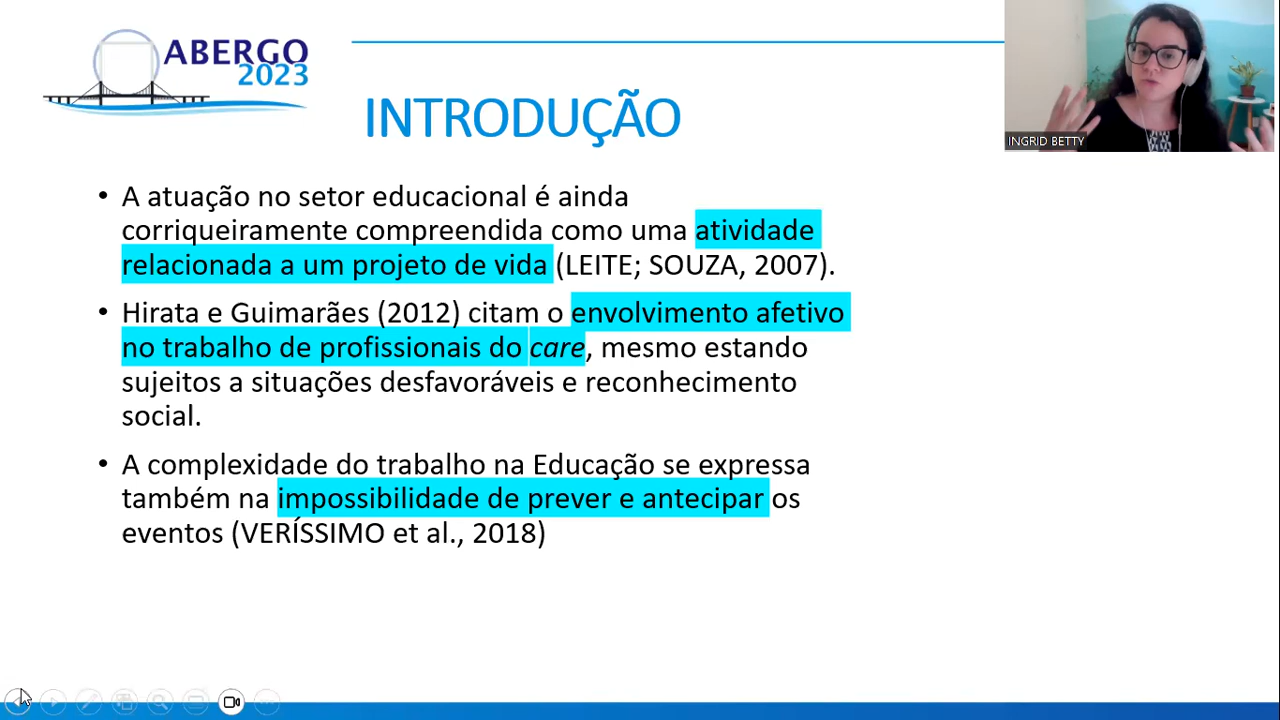 ABERGO
2023
INTRODUÇÃO
INGRID BETTY
• A atuação no setor educacional é ainda
corriqueiramente compreendida como uma atividade
relacionada a um projeto de vida (LEITE; SOUZA, 2007).
• Hirata e Guimarães (2012) citam o envolvimento afetivo
no trabalho de profissionais do care, mesmo estando
sujeitos a situações desfavoráveis e reconhecimento
social.
• A complexidade do trabalho na Educação se expressa
também na impossibilidade de prever e antecipar os
eventos (VERÍSSIMO et al., 2018)